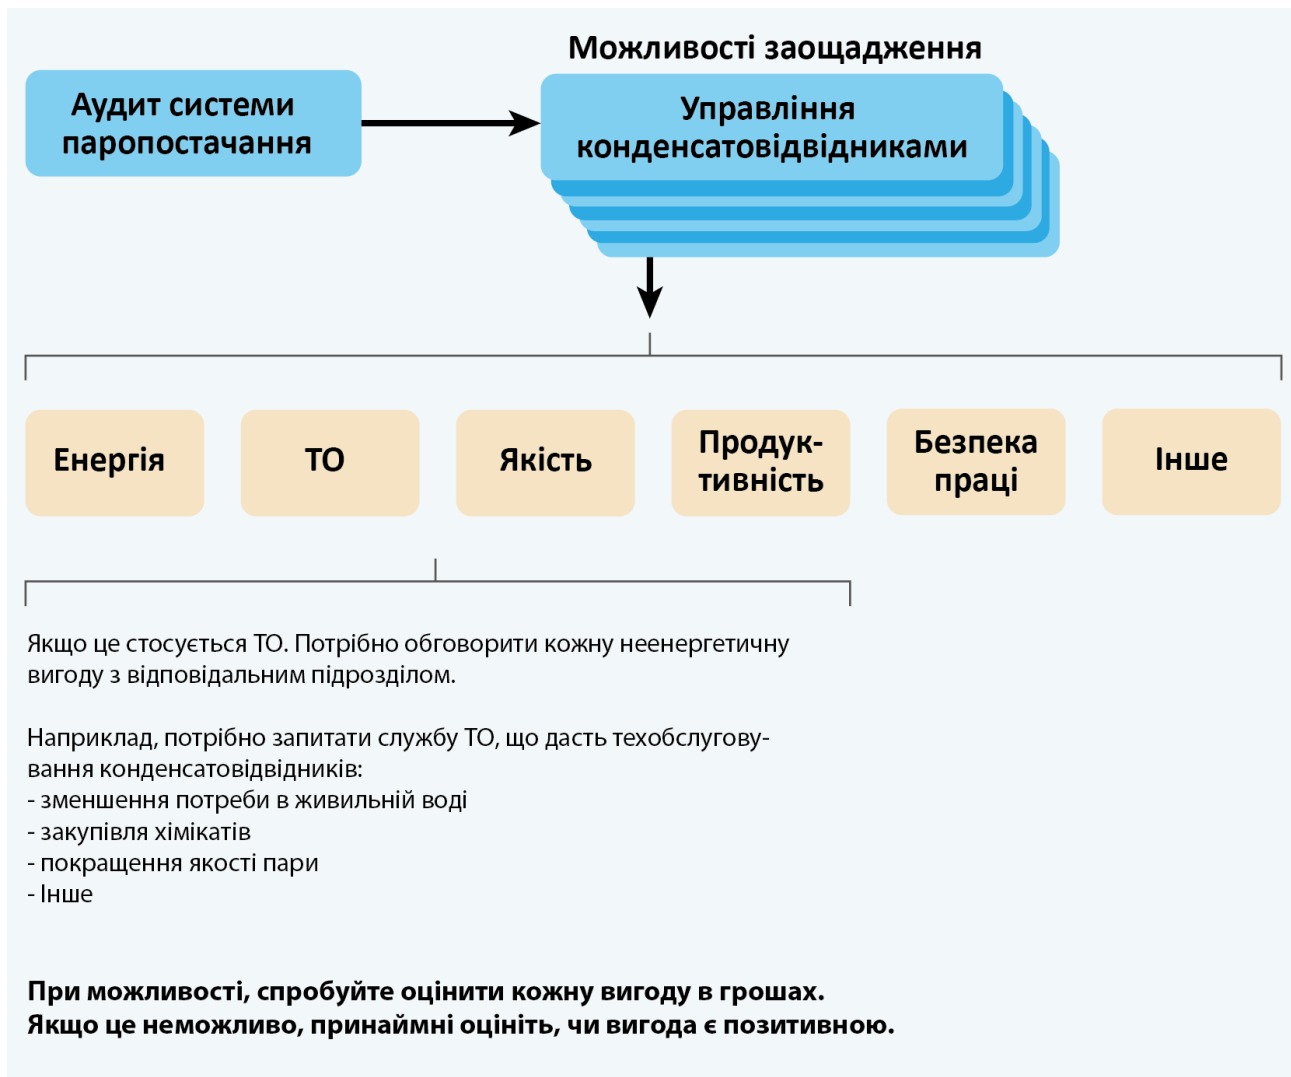 Можливості заощадження
Аудит системи
паропостачання
Управління
конденсатовідвідниками
Енергія
ТО
Якість
Продук-
тивність
Безпека
праці
Інше
Якщо це стосується ТО. Потрібно обговорити кожну неенергетичну
вигоду з відповідальним підрозділом.
Наприклад, потрібно запитати службу ТО, що дасть техобслугову-
вання конденсатовідвідників:
- зменшення потреби в живильній воді
- закупівля хімікатів
- покращення якості пари
- Інше
При можливості, спробуйте оцінити кожну вигоду в грошах.
Якщо це неможливо, принаймні оцініть, чи вигода є позитивною.